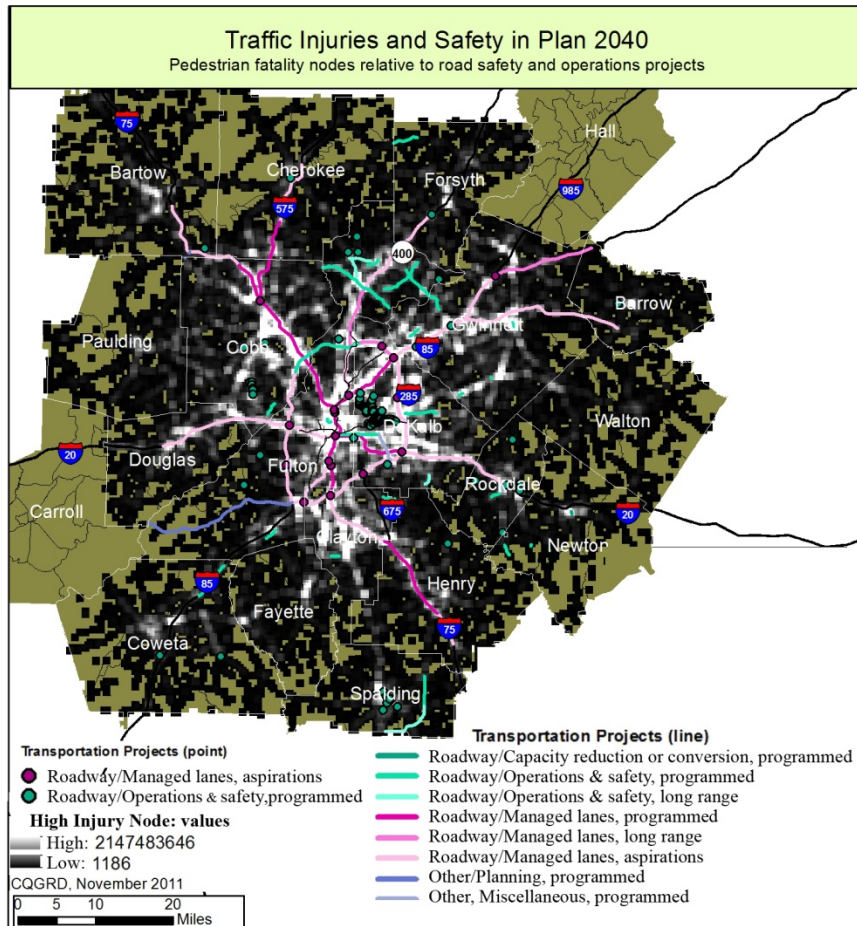 Traffic Injuries and Safety in Plan 2040
Pedestrian fatality nodes relative to road safety and operations projects
75
Hall
Bartow
Cherokee
Forsyth
985
575
400
Barrow
Gwinnett
Paulding
Cobb
85
285
Walton
DeKalb
20
Douglas
Fulton
Rockdale
Carroll
675
20
Clayton
Newton
85
Henry
Fayette
75
Coweta
Spalding
Transportation Projects (point)
Roadway/Managed lanes, aspirations
Roadway/Operations & safety,programmed
High Injury Node: values
High: 2147483646
Low: 1186
CQGRD, November 2011
0 5 10 20
Miles
Transportation Projects (line)
Roadway/Capacity reduction or conversion, programmed
Roadway/Operations & safety, programmed
Roadway/Operations & safety, long range
Roadway/Managed lanes, programmed
Roadway/Managed lanes, long range
Roadway/Managed lanes, aspirations
Other/Planning, programmed
Other, Miscellaneous, programmed